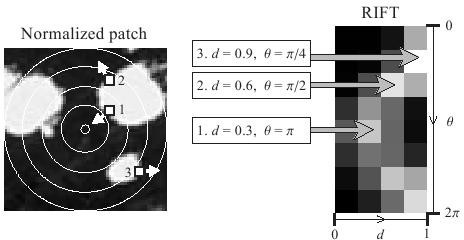 Normalized patch
2
1
3
3. d = 0.9, θ = π/4
2. d = 0.6, θ = π/2
1. d = 0.3, θ = π
RIFT
0
θ
2π
0 d 1